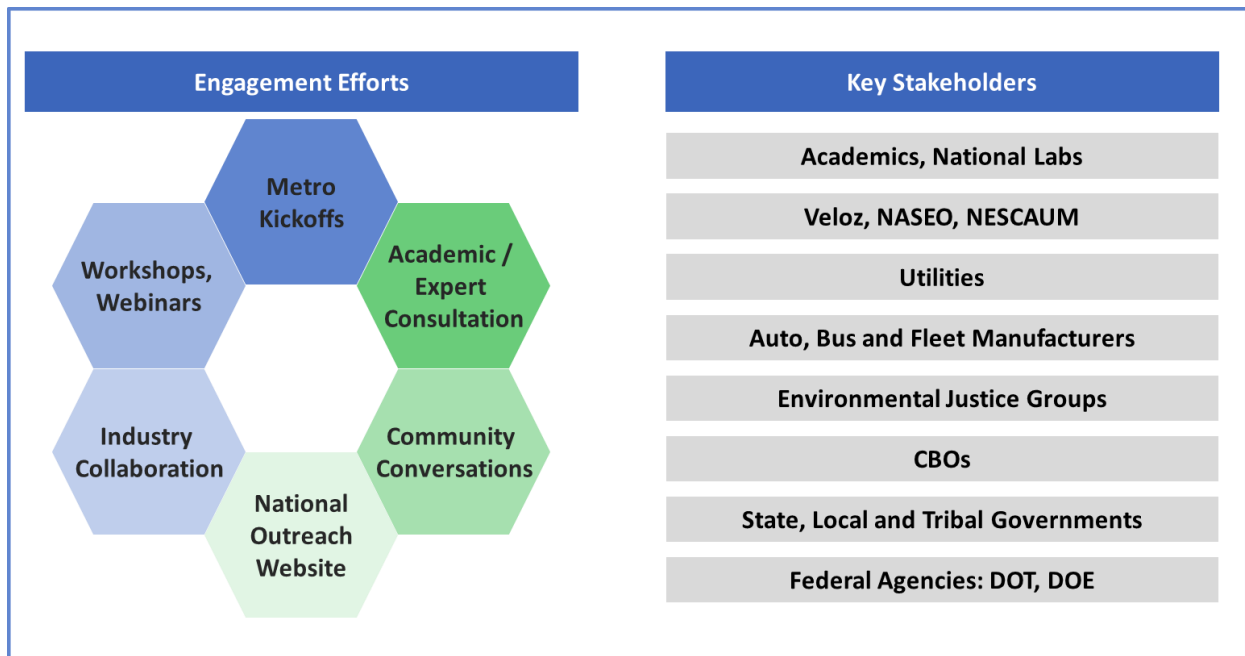 Engagement Efforts
Metro
Kickoffs
Academic /
Expert
Consultation
Community
Conversations
National
Outreach
Website
Industry
Collaboration
Workshops,
Webinars
Key Stakeholders
Academics, National Labs
Veloz, NASEO, NESCAUM
Utilities
Auto, Bus and Fleet Manufacturers
Environmental Justice Groups
CBOs
State, Local and Tribal Governments
Federal Agencies: DOT, DOE